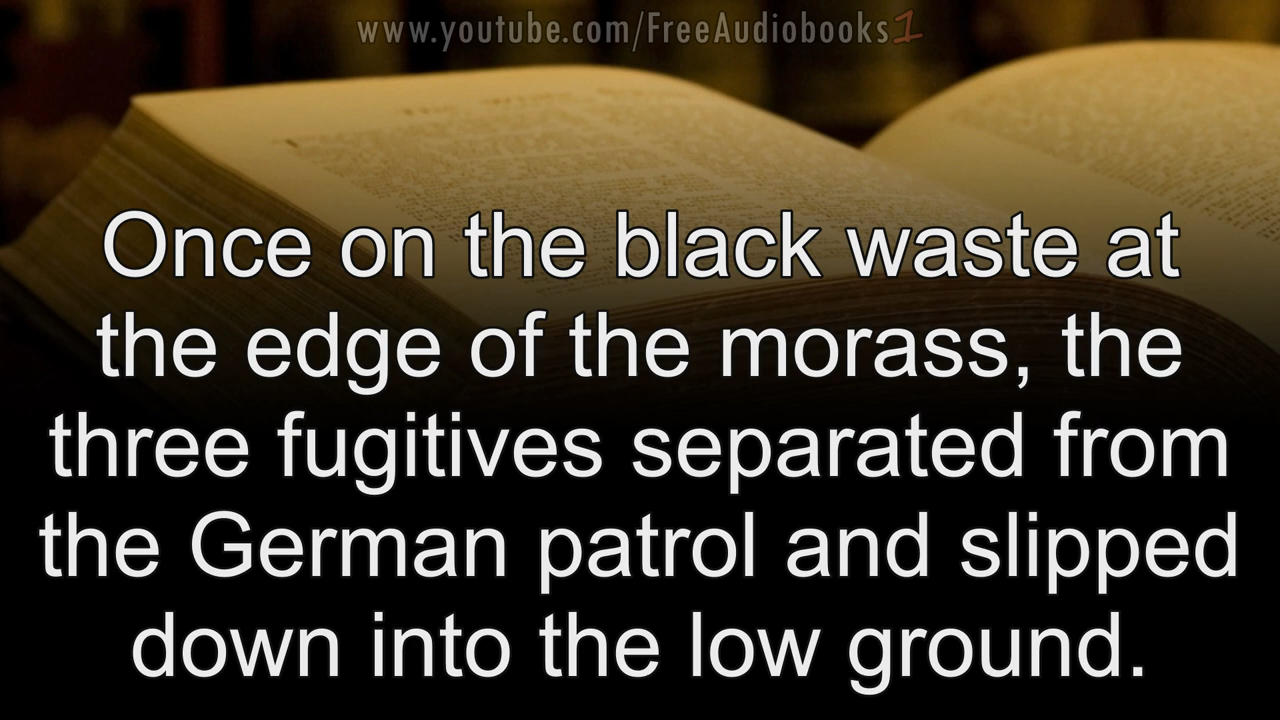 www.youtube.com/FreeAudiobooks1
Once on the black waste at
the edge of the morass, the
three fugitives separated from
the German patrol and slipped
down into the low ground.